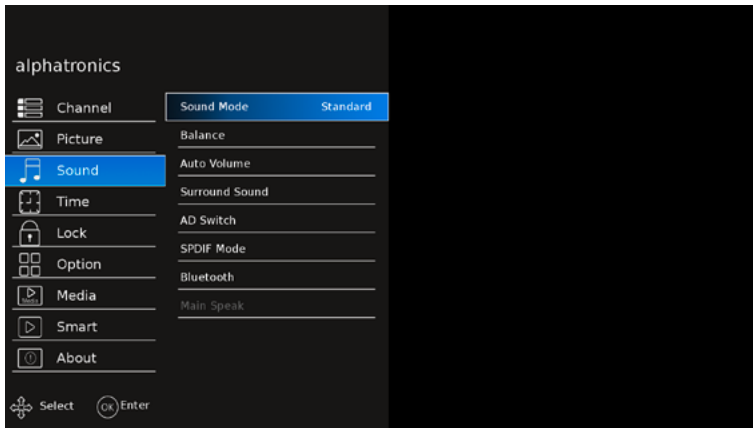 alphatronics
Channel
Picture
Sound
Time
Lock
Option
Media
Smart
About
Sound Mode Standard
Balance
Auto Volume
Surround Sound
AD Switch
SPDIF Mode
Bluetooth
Main Speak
Select OK Enter